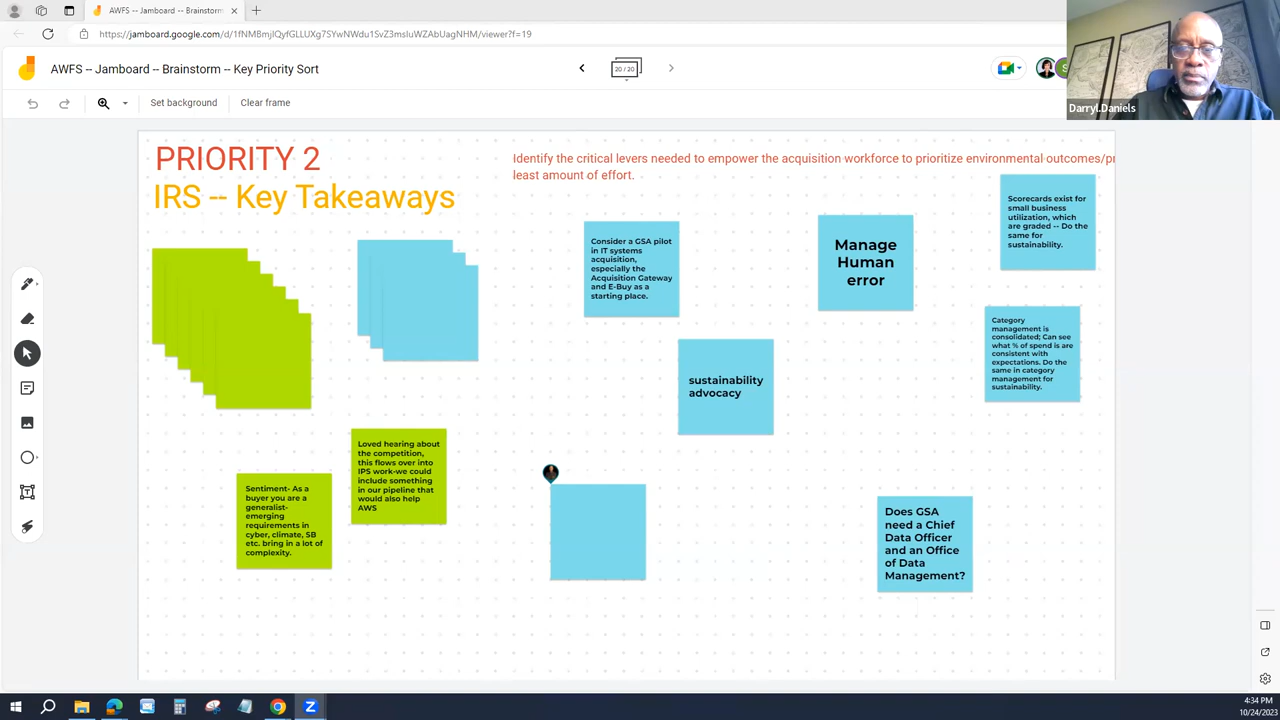 AWFS -- Jamboard -- Brainstorm
https://jamboard.google.com/d/1fNMBmjlQyfGLLUXg7SYwNWdu1SvZ3msIuWZAbUagNHM/viewer?f=19
AWFS -- Jamboard -- Brainstorm -- Key Priority Sort
20 / 20
Set background
Clear frame
Darryl.Daniels
PRIORITY 2
IRS -- Key Takeaways
Identify the critical levers needed to empower the acquisition workforce to prioritize environmental outcomes/pr
least amount of effort.
Consider a GSA pilot
in IT systems
acquisition,
especially the
Acquisition Gateway
and E-Buy as a
starting place.
Manage
Human
error
Scorecards exist for
small business
utilization, which
are graded -- Do the
same for
sustainability.
sustainability
advocacy
Category
management is
consolidated; Can see
what % of spend is are
consistent with
expectations. Do the
same in category
management for
sustainability.
Loved hearing about
the competition,
this flows over into
IPS work-we could
include something
in our pipeline that
would also help
AWS
Sentiment- As a
buyer you are a
generalist-
emerging
requirements in
cyber, climate, SB
etc. bring in a lot of
complexity.
Does GSA
need a Chief
Data Officer
and an Office
of Data
Management?
4:34 PM
10/24/2023